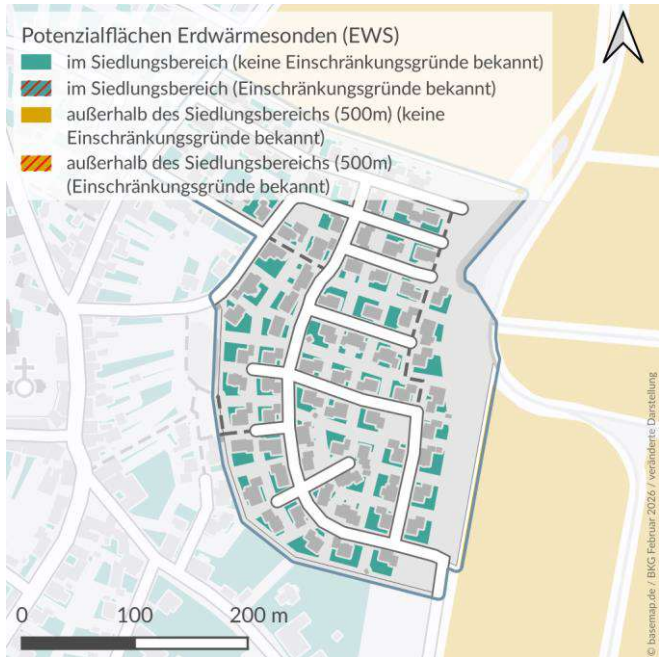 Potenzialflächen Erdwärmesonden (EWS)
im Siedlungsbereich (keine Einschränkungsgründe bekannt)
im Siedlungsbereich (Einschränkungsgründe bekannt)
außerhalb des Siedlungsbereichs (500m) (keine
Einschränkungsgründe bekannt)
außerhalb des Siedlungsbereichs (500m)
(Einschränkungsgründe bekannt)
0 100 200 m
© basemap.de / BKG Februar 2026 / veränderte Darstellung